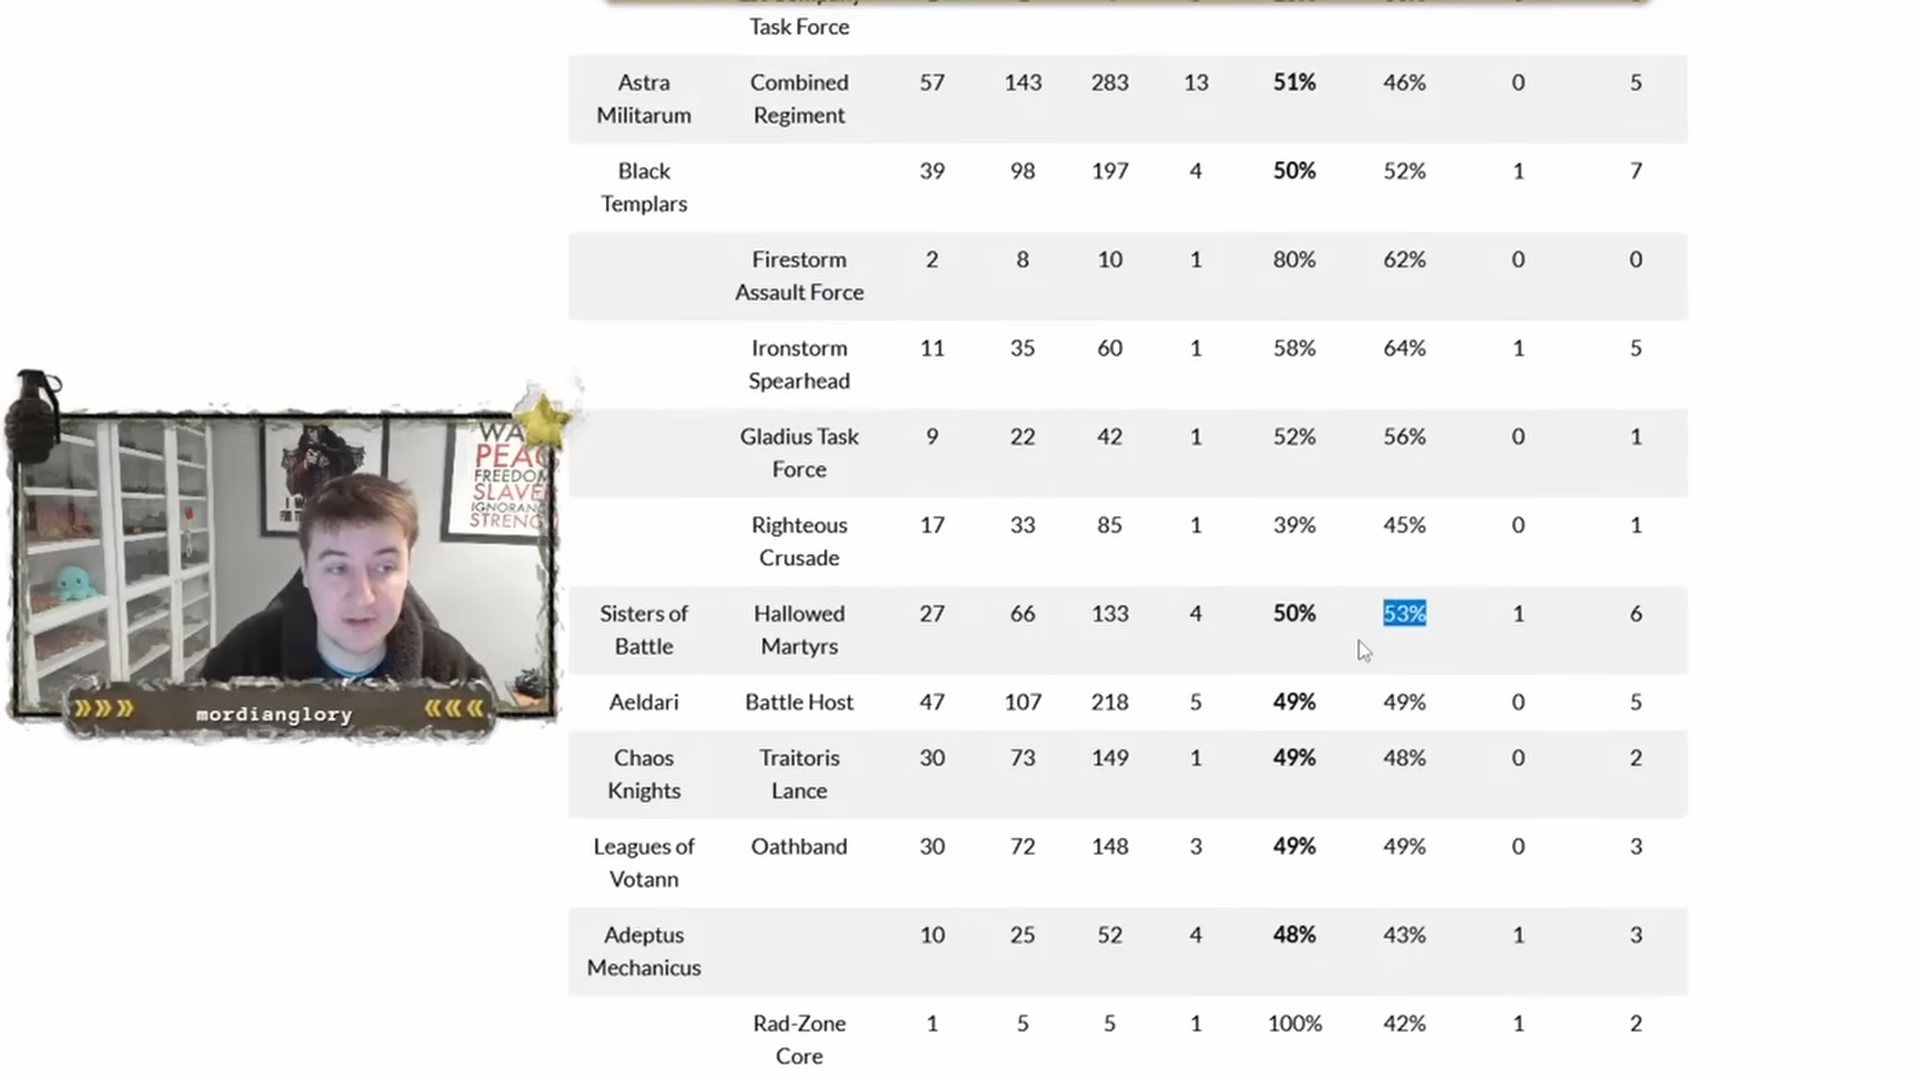 Task Force
Astra Militarum Combined Regiment 57 143 283 13 51% 46% 0 5
Black Templars 39 98 197 4 50% 52% 1 7
Firestorm Assault Force 2 8 10 1 80% 62% 0 0
Ironstorm Spearhead 11 35 60 1 58% 64% 1 5
Gladius Task Force 9 22 42 1 52% 56% 0 1
Righteous Crusade 17 33 85 1 39% 45% 0 1
Sisters of Battle Hallowed Martyrs 27 66 133 4 50% 53% 1 6
Aeldari Battle Host 47 107 218 5 49% 49% 0 5
Chaos Knights Traitoris Lance 30 73 149 1 49% 48% 0 2
Leagues of Votann Oathband 30 72 148 3 49% 49% 0 3
Adeptus Mechanicus 10 25 52 4 48% 43% 1 3
Rad-Zone Core 1 5 5 1 100% 42% 1 2
WA
PEAC
FREEDOM
SLAVE
IGNORANC
STRENG
mordianglory